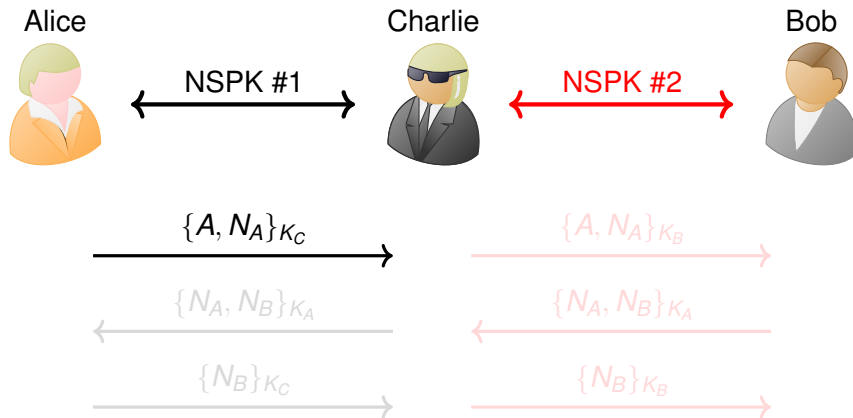 Alice Charlie Bob
NSPK #1 NSPK #2
{A, N_A}_{K_C} {A, N_A}_{K_B}
{N_A, N_B}_{K_A} {N_A, N_B}_{K_A}
{N_B}_{K_C} {N_B}_{K_B}